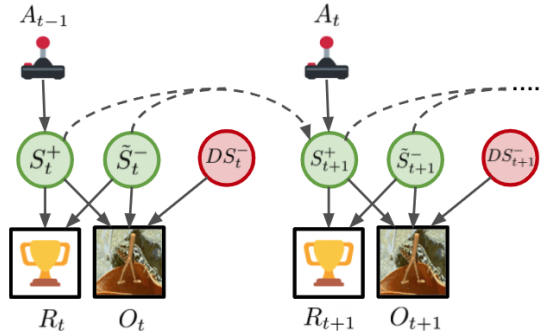 A_{t-1} A_t
S_t^+ \tilde{S}_t^- DS_t^- S_{t+1}^+ \tilde{S}_{t+1}^- DS_{t+1}^-
R_t O_t R_{t+1} O_{t+1}